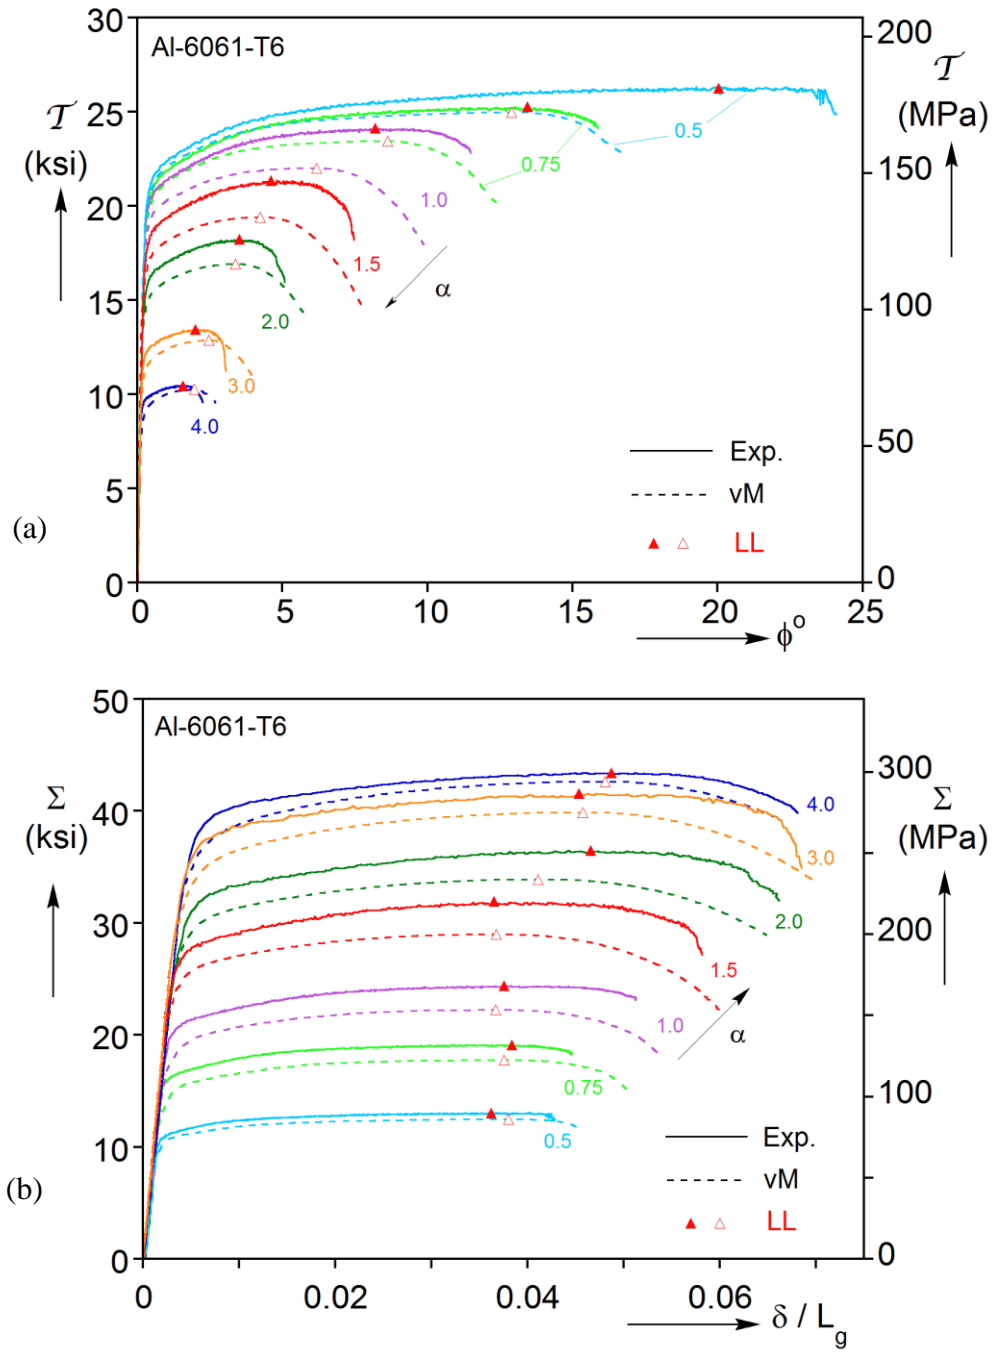 30
Al-6061-T6
200
𝒯
(ksi)
𝒯
(MPa)
25
0.5
0.75
150
20
1.0
1.5
α
2.0
15
100
3.0
10
4.0
50
Exp.
5
vM
(a)
LL
0
0
0 5 10 15 20 25
ϕ°
50
Al-6061-T6
Σ
(ksi)
300
Σ
(MPa)
40
4.0
3.0
30
2.0
200
1.5
20
1.0
α
0.75
100
10
0.5
Exp.
(b)
vM
LL
0
0
0 0.02 0.04 0.06
δ / Lg